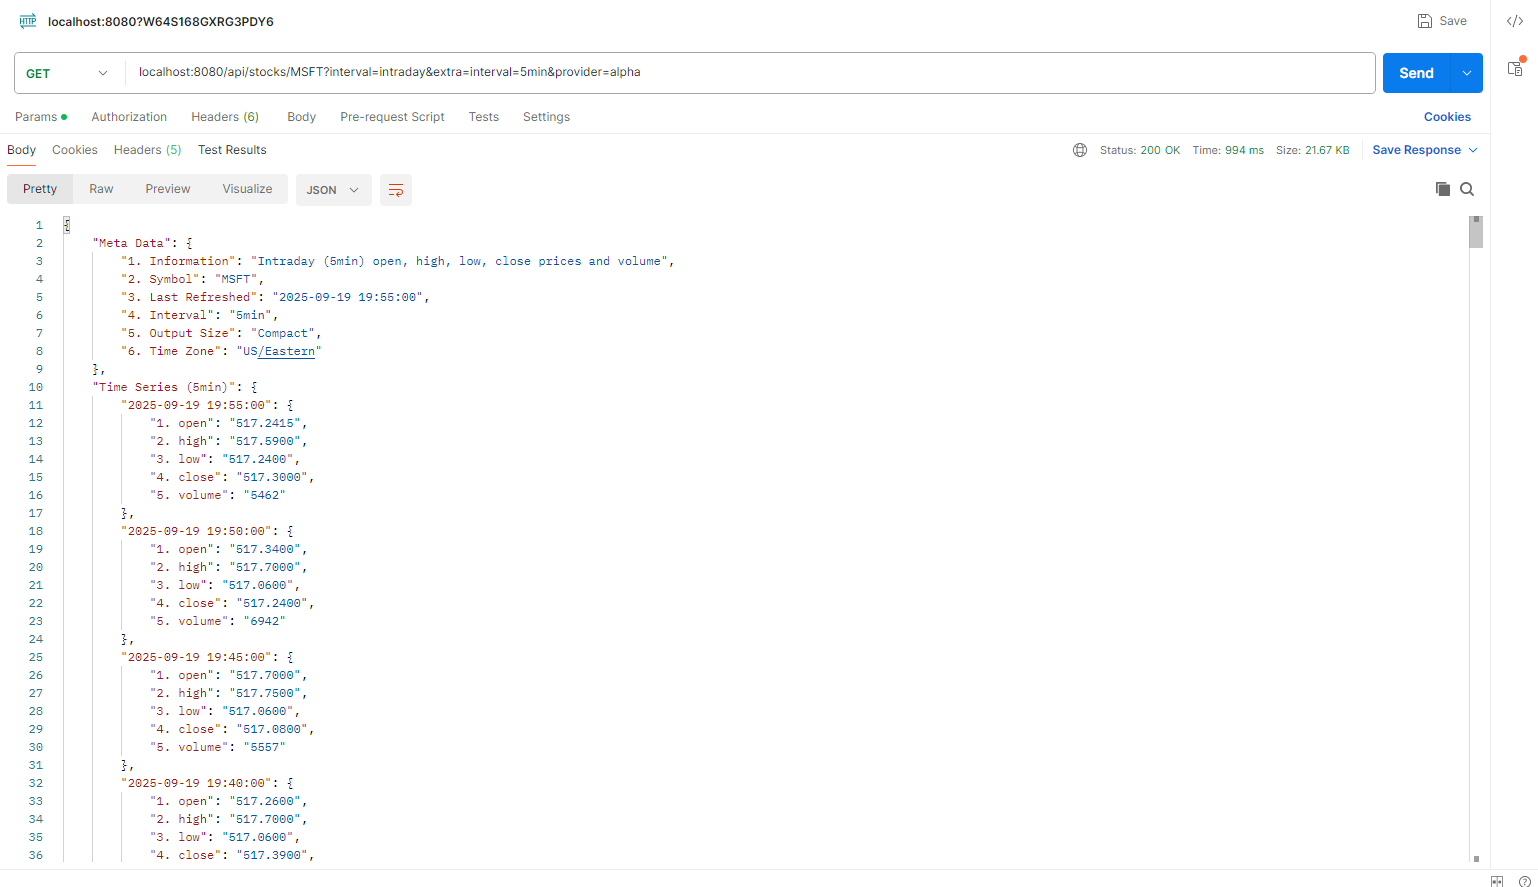 HTTP localhost:8080?W64S168GXRG3PDY6 Save
GET localhost:8080/api/stocks/MSFT?interval=intraday&extra=interval=5min&provider=alpha Send
Params Authorization Headers (6) Body Pre-request Script Tests Settings Cookies
Body Cookies Headers (5) Test Results Status: 200 OK Time: 994 ms Size: 21.67 KB Save Response
Pretty Raw Preview Visualize JSON
1 {
2 "Meta Data": {
3 "1. Information": "Intraday (5min) open, high, low, close prices and volume",
4 "2. Symbol": "MSFT",
5 "3. Last Refreshed": "2025-09-19 19:55:00",
6 "4. Interval": "5min",
7 "5. Output Size": "Compact",
8 "6. Time Zone": "US/Eastern"
9 },
10 "Time Series (5min)": {
11 "2025-09-19 19:55:00": {
12 "1. open": "517.2415",
13 "2. high": "517.5900",
14 "3. low": "517.2400",
15 "4. close": "517.3000",
16 "5. volume": "5462"
17 },
18 "2025-09-19 19:50:00": {
19 "1. open": "517.3400",
20 "2. high": "517.7000",
21 "3. low": "517.0600",
22 "4. close": "517.2400",
23 "5. volume": "6942"
24 },
25 "2025-09-19 19:45:00": {
26 "1. open": "517.7000",
27 "2. high": "517.7500",
28 "3. low": "517.0600",
29 "4. close": "517.0800",
30 "5. volume": "5557"
31 },
32 "2025-09-19 19:40:00": {
33 "1. open": "517.2600",
34 "2. high": "517.7000",
35 "3. low": "517.0600",
36 "4. close": "517.3900",